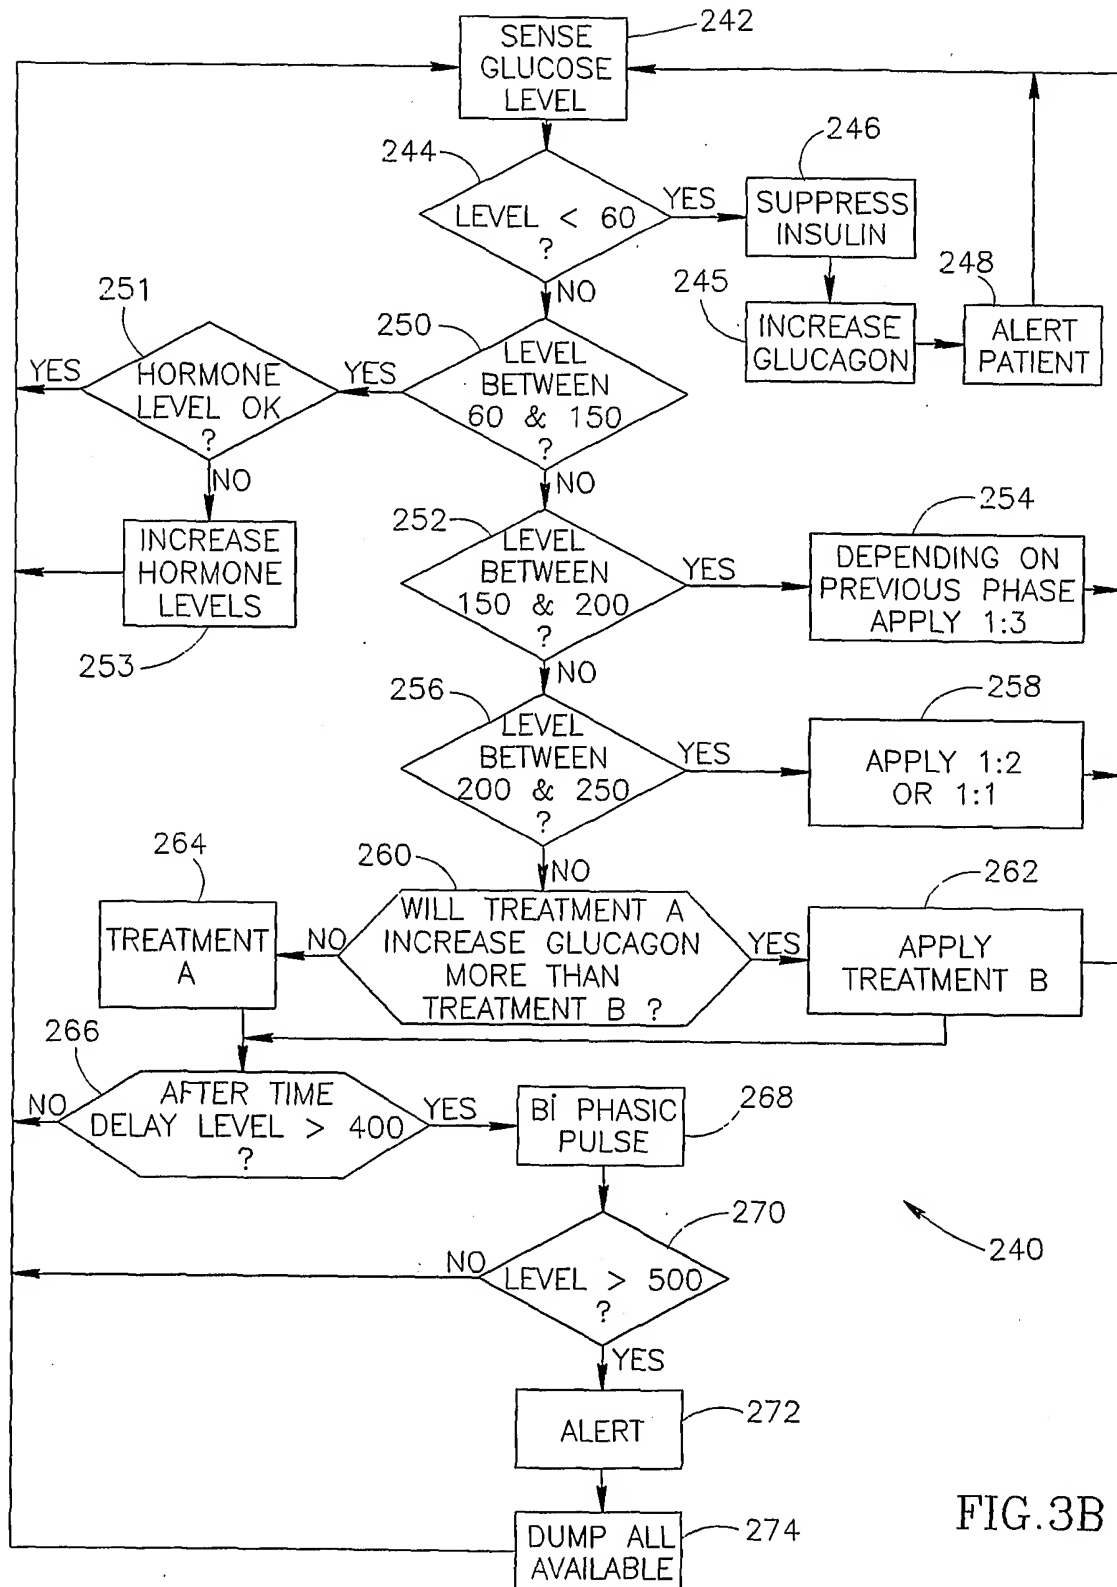 SENSE
GLUCOSE
LEVEL
242
244
LEVEL < 60
?
YES
NO
246
SUPPRESS
INSULIN
245
INCREASE
GLUCAGON
248
ALERT
PATIENT
250
LEVEL
BETWEEN
60 & 150
?
YES
NO
251
HORMONE
LEVEL OK
?
YES
NO
INCREASE
HORMONE
LEVELS
253
252
LEVEL
BETWEEN
150 & 200
?
YES
NO
254
DEPENDING ON
PREVIOUS PHASE
APPLY 1:3
256
LEVEL
BETWEEN
200 & 250
?
YES
NO
258
APPLY 1:2
OR 1:1
260
WILL TREATMENT A
INCREASE GLUCAGON
MORE THAN
TREATMENT B ?
NO
YES
264
TREATMENT
A
262
APPLY
TREATMENT B
266
AFTER TIME
DELAY LEVEL > 400
?
NO
YES
Bi PHASIC
PULSE
268
270
LEVEL > 500
?
NO
YES
240
ALERT
272
DUMP ALL
AVAILABLE
274
FIG.3B